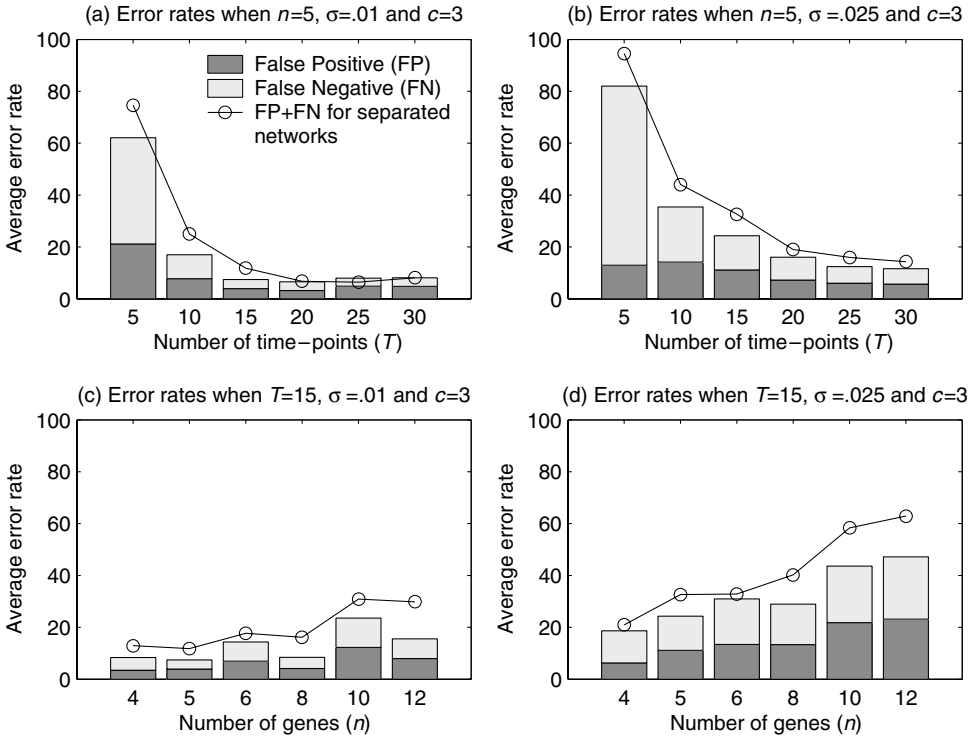 (a) Error rates when n=5, σ=.01 and c=3
100
80
60
40
20
0
Average error rate
False Positive (FP)
False Negative (FN)
FP+FN for separated
networks
5 10 15 20 25 30
Number of time−points (T)
(b) Error rates when n=5, σ =.025 and c=3
100
80
60
40
20
0
Average error rate
5 10 15 20 25 30
Number of time−points (T)
(c) Error rates when T=15, σ =.01 and c=3
100
80
60
40
20
0
Average error rate
4 5 6 8 10 12
Number of genes (n)
(d) Error rates when T=15, σ =.025 and c=3
100
80
60
40
20
0
Average error rate
4 5 6 8 10 12
Number of genes (n)